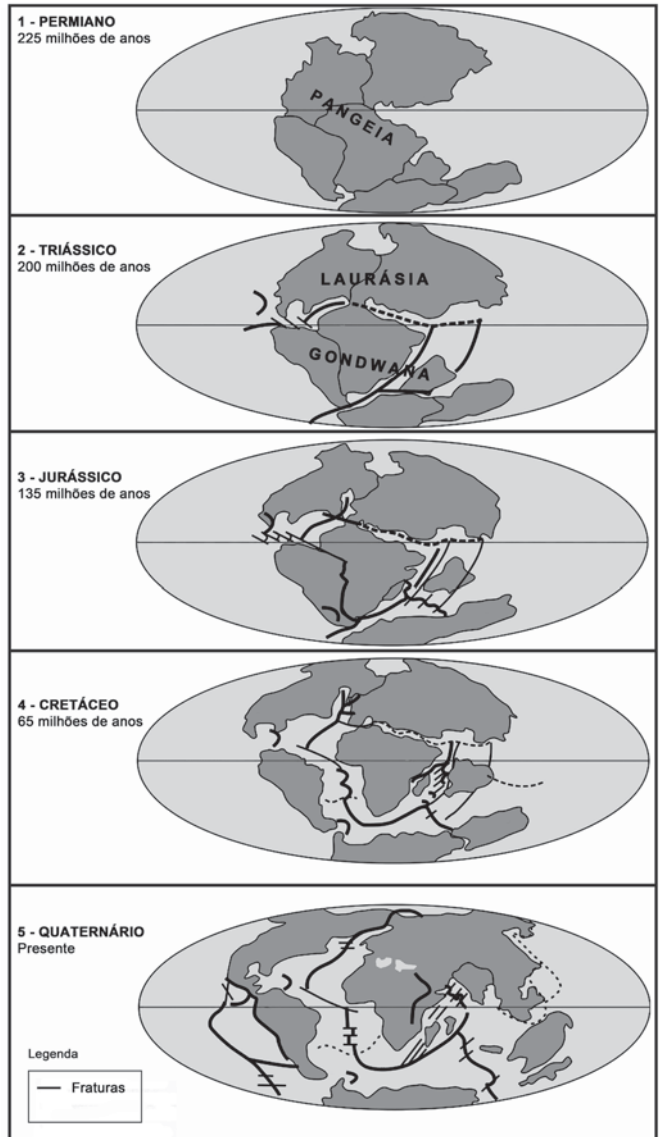 1 - PERMIANO
225 milhões de anos
PANGEIA
2 - TRIÁSSICO
200 milhões de anos
LAURÁSIA
GONDWANA
3 - JURÁSSICO
135 milhões de anos
4 - CRETÁCEO
65 milhões de anos
5 - QUATERNÁRIO
Presente
Legenda
Fraturas